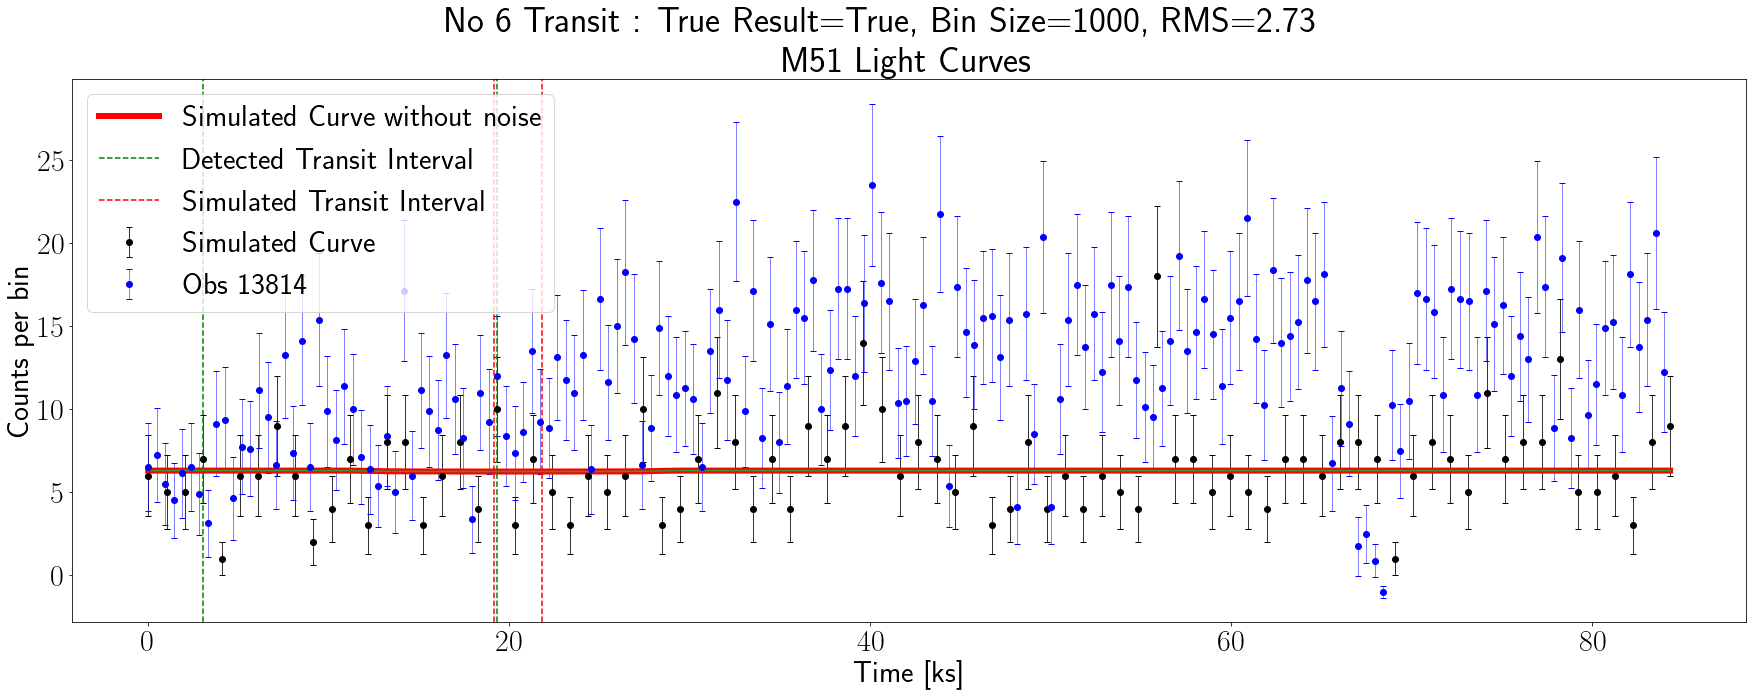 No 6 Transit : True Result=True, Bin Size=1000, RMS=2.73
M51 Light Curves
Simulated Curve without noise
Detected Transit Interval
Simulated Transit Interval
Simulated Curve
Obs 13814
Counts per bin
25
20
15
10
5
0
0 20 40 60 80
Time [ks]